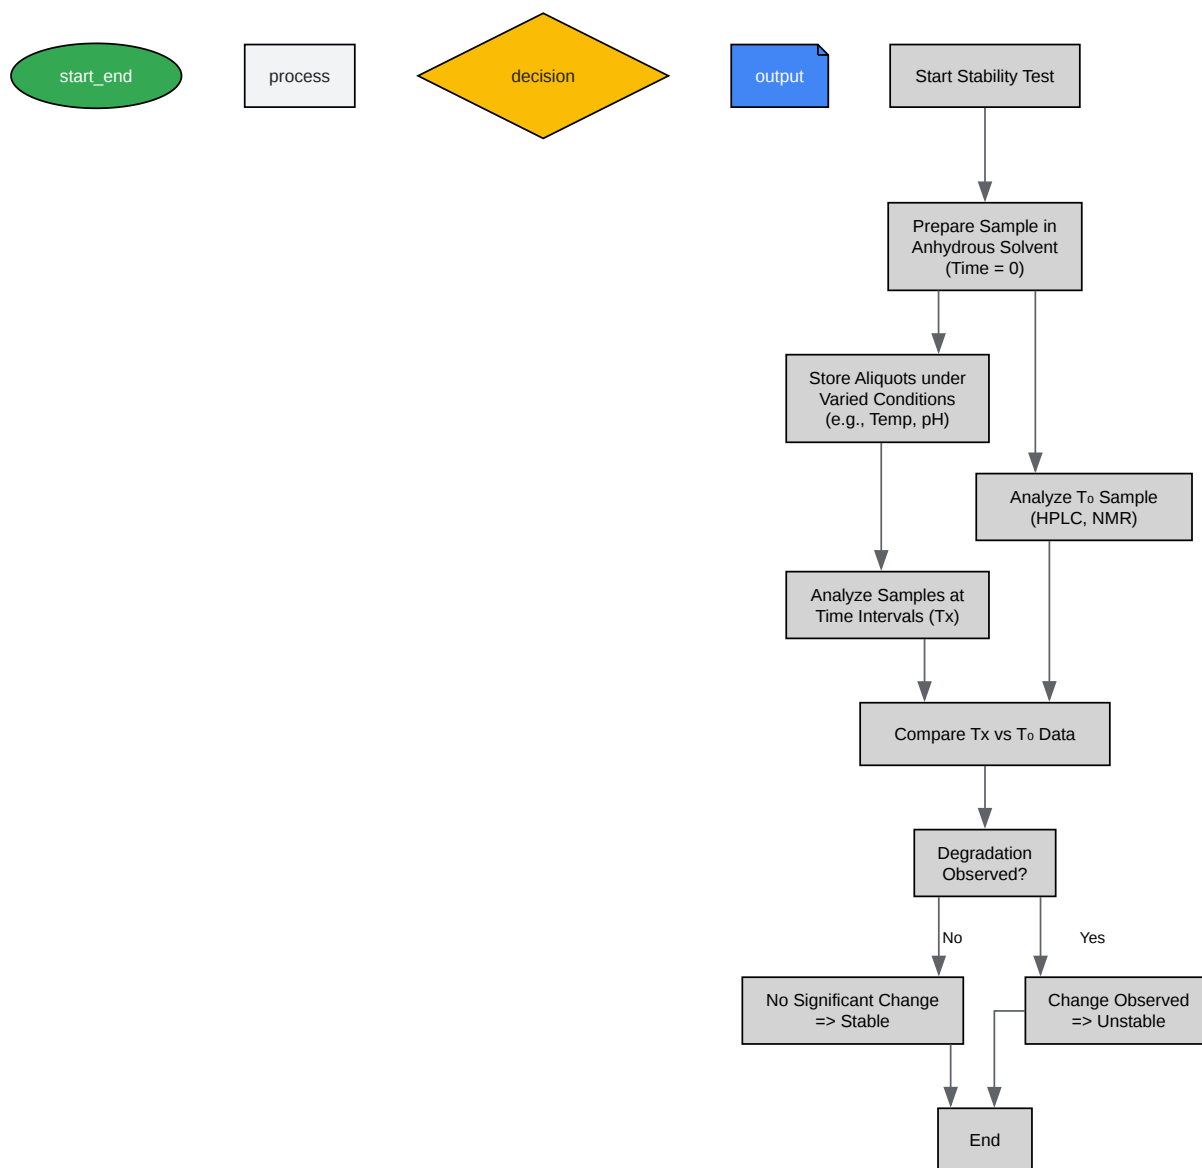 start_end
process
decision
output
Start Stability Test
Prepare Sample in
Anhydrous Solvent
(Time = 0)
Store Aliquots under
Varied Conditions
(e.g., Temp, pH)
Analyze T₀ Sample
(HPLC, NMR)
Analyze Samples at
Time Intervals (Tx)
Compare Tx vs T₀ Data
Degradation
Observed?
No
Yes
No Significant Change
=> Stable
Change Observed
=> Unstable
End